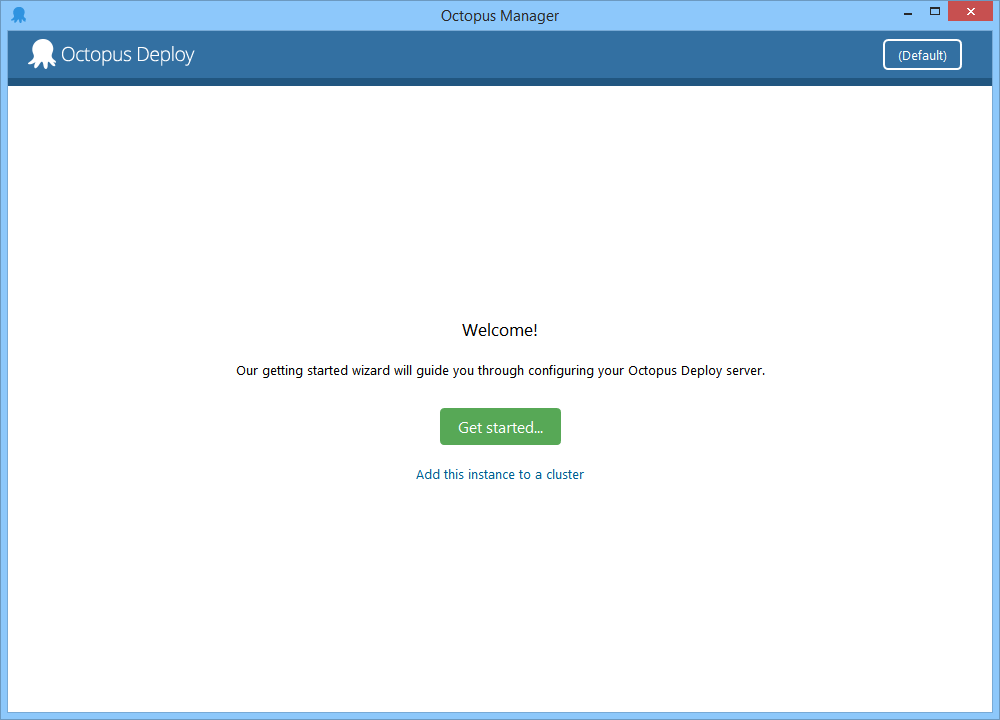 Octopus Manager
Octopus Deploy
(Default)
Welcome!
Our getting started wizard will guide you through configuring your Octopus Deploy server.
Get started...
Add this instance to a cluster